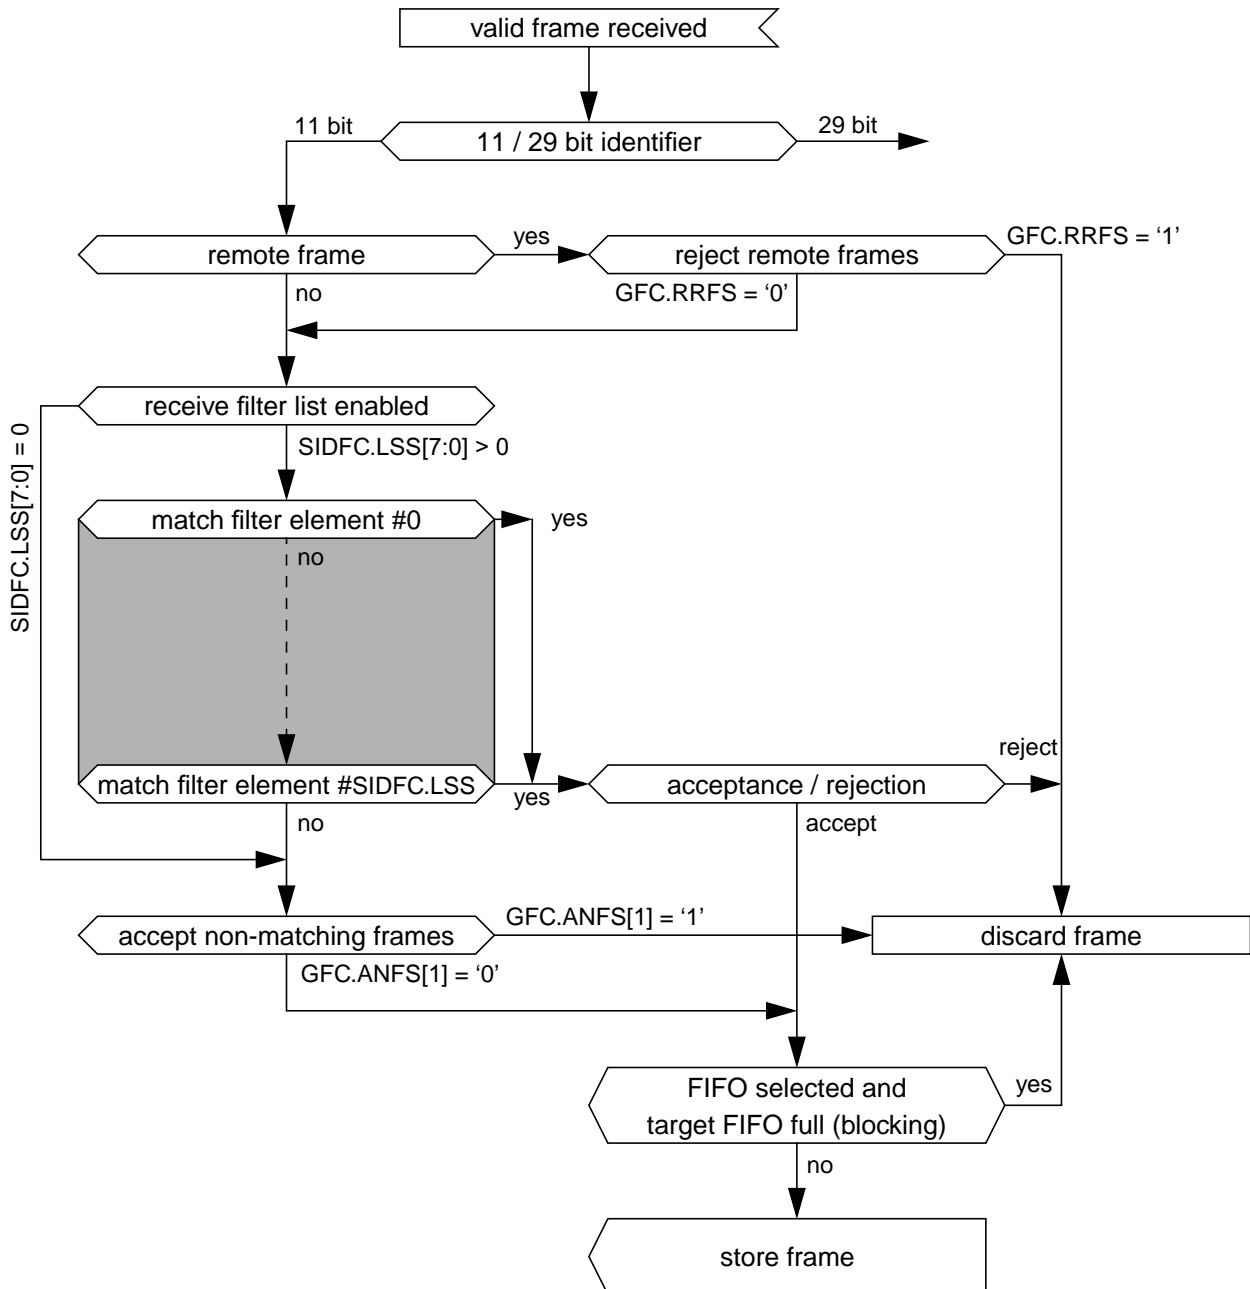 valid frame received
11 bit
11 / 29 bit identifier
29 bit
remote frame
yes
reject remote frames
GFC.RRFS = ‘1’
no
GFC.RRFS = ‘0’
receive filter list enabled
SIDFC.LSS[7:0] = 0
SIDFC.LSS[7:0] > 0
match filter element #0
yes
no
match filter element #SIDFC.LSS
yes
acceptance / rejection
reject
no
accept
accept non-matching frames
GFC.ANFS[1] = ‘1’
discard frame
GFC.ANFS[1] = ‘0’
FIFO selected and
target FIFO full (blocking)
yes
no
store frame